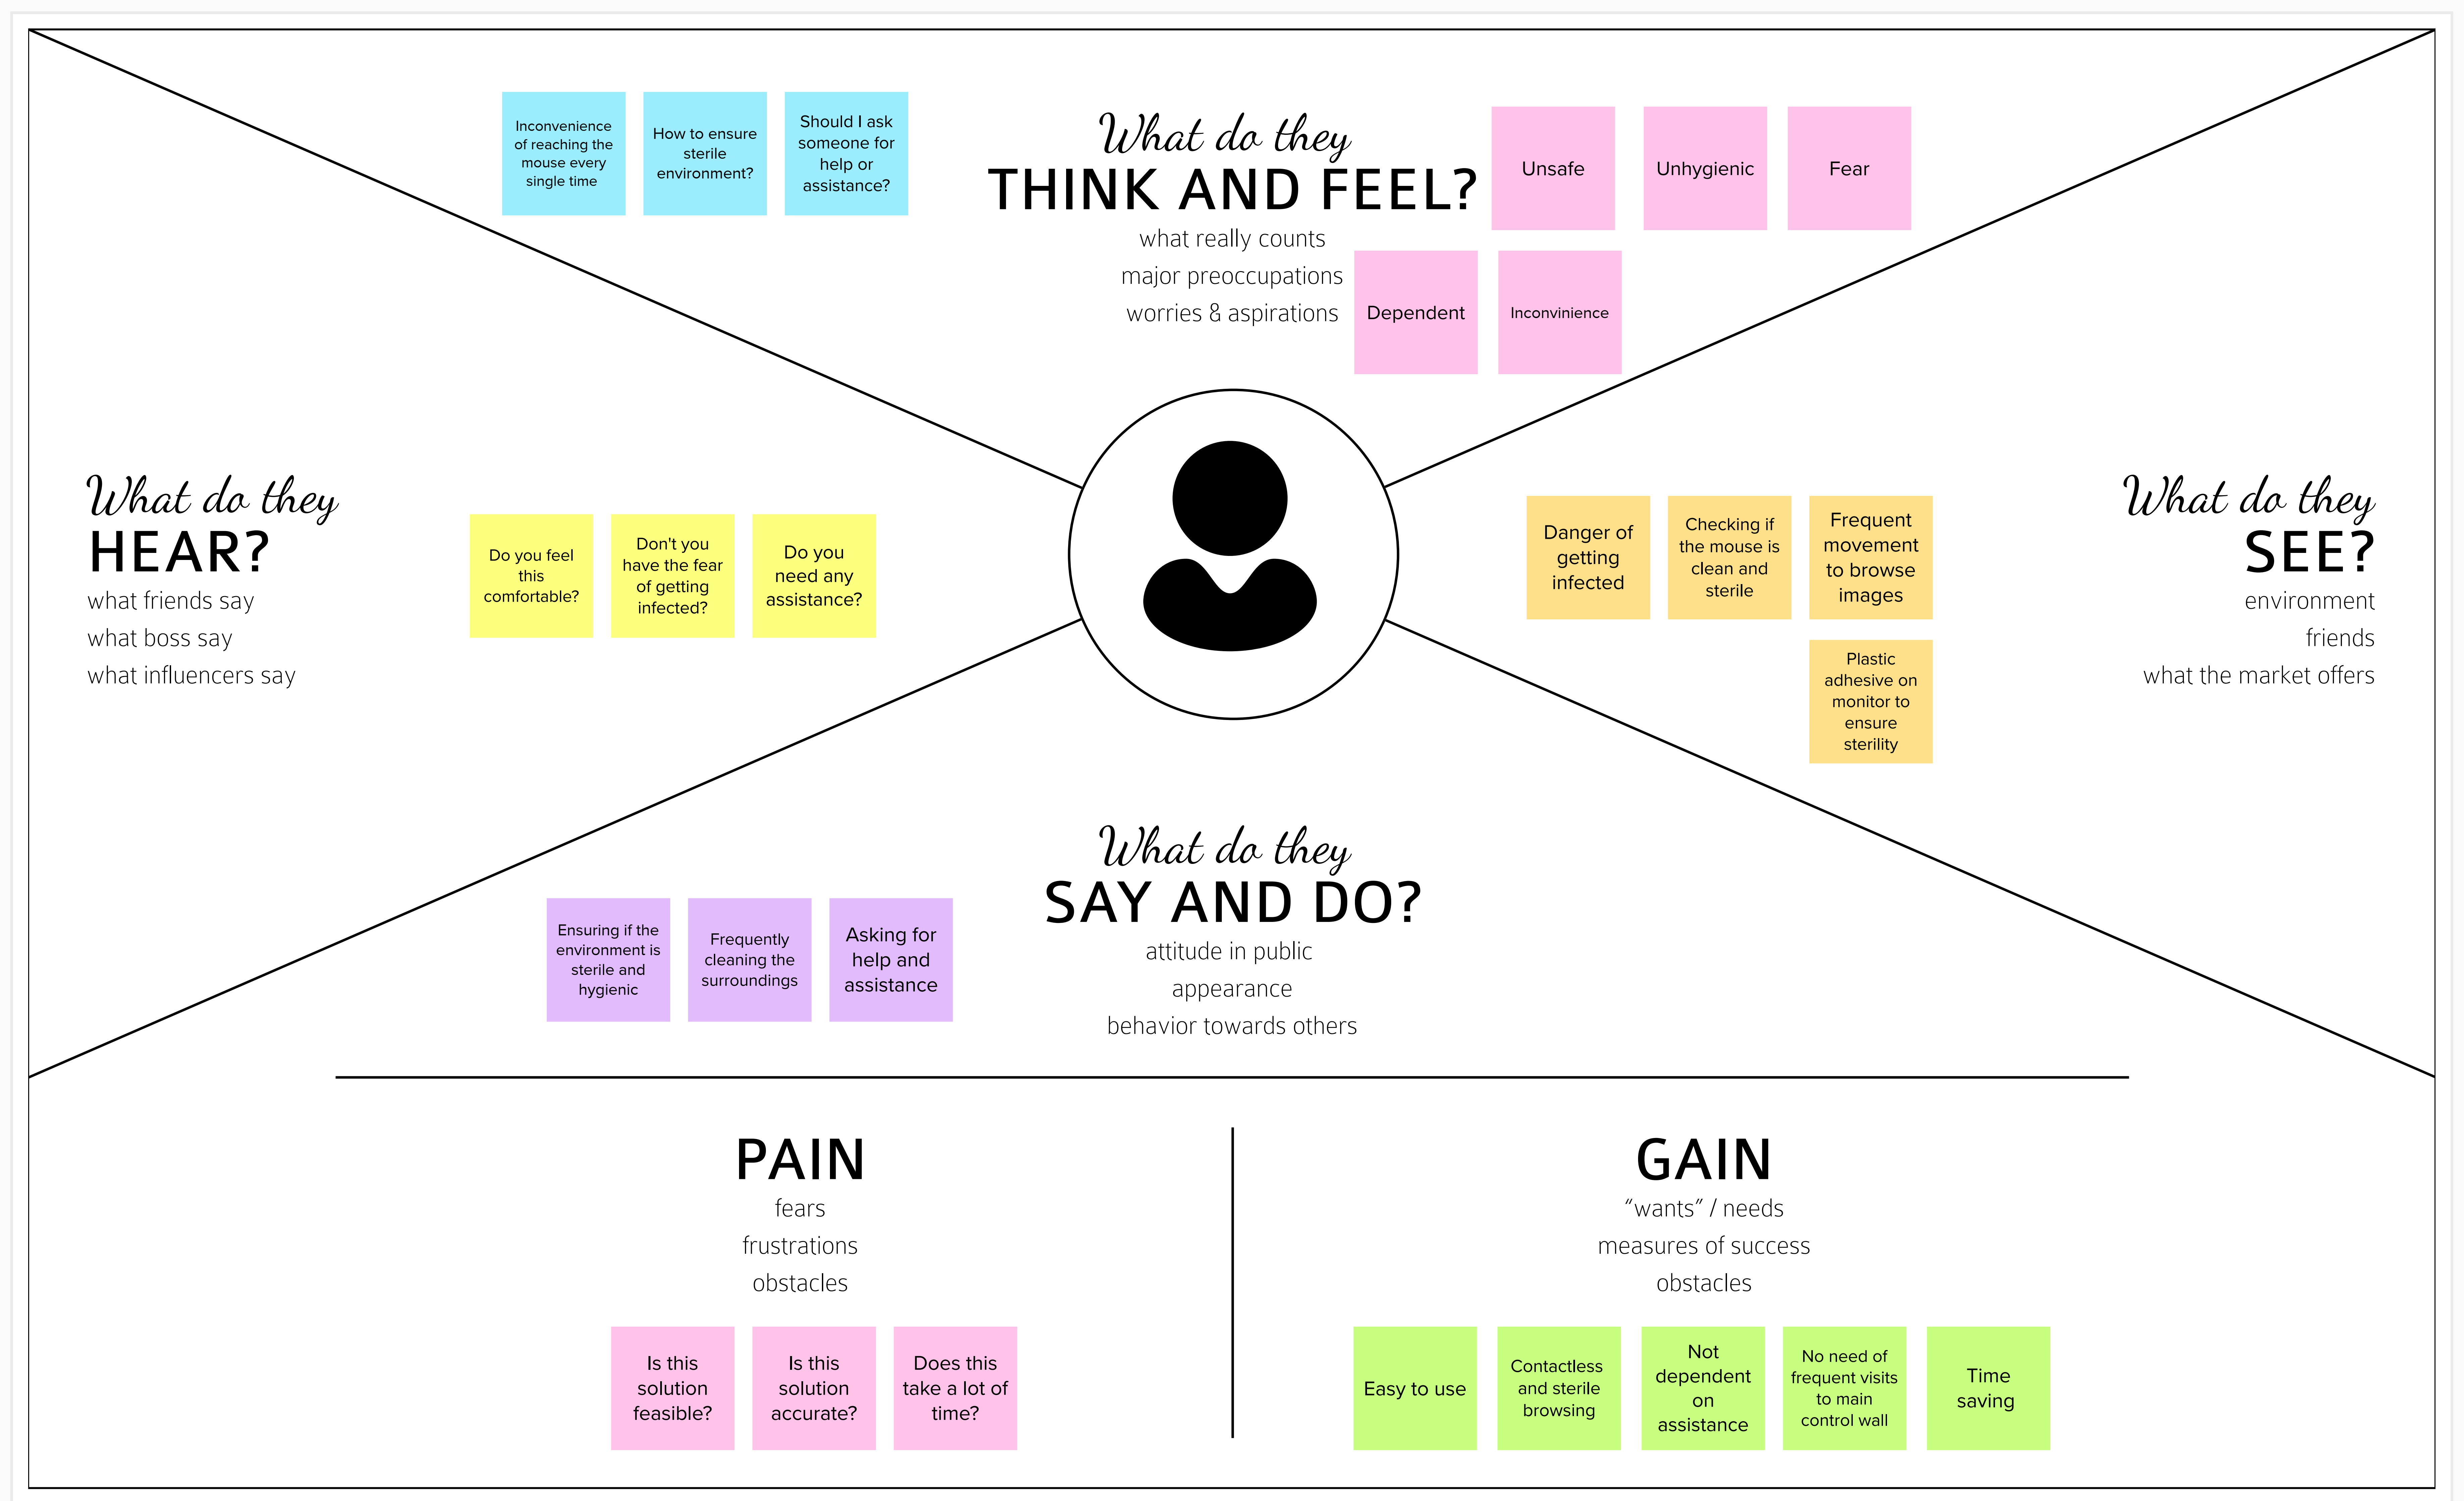 Inconvenience
of reaching the
mouse every
single time
How to ensure
sterile
environment?
Should I ask
someone for
help or
assistance?
What do they
THINK AND FEEL?
what really counts
major preoccupations
worries & aspirations
Unsafe
Unhygienic
Fear
Dependent
Inconvinience
What do they
HEAR?
what friends say
what boss say
what influencers say
Do you feel
this
comfortable?
Don't you
have the fear
of getting
infected?
Do you
need any
assistance?
Danger of
getting
infected
Checking if
the mouse is
clean and
sterile
Frequent
movement
to browse
images
Plastic
adhesive on
monitor to
ensure
sterility
What do they
SEE?
environment
friends
what the market offers
What do they
SAY AND DO?
attitude in public
appearance
behavior towards others
Ensuring if the
environment is
sterile and
hygienic
Frequently
cleaning the
surroundings
Asking for
help and
assistance
PAIN
fears
frustrations
obstacles
Is this
solution
feasible?
Is this
solution
accurate?
Does this
take a lot of
time?
GAIN
“wants” / needs
measures of success
obstacles
Easy to use
Contactless
and sterile
browsing
Not
dependent
on
assistance
No need of
frequent visits
to main
control wall
Time
saving